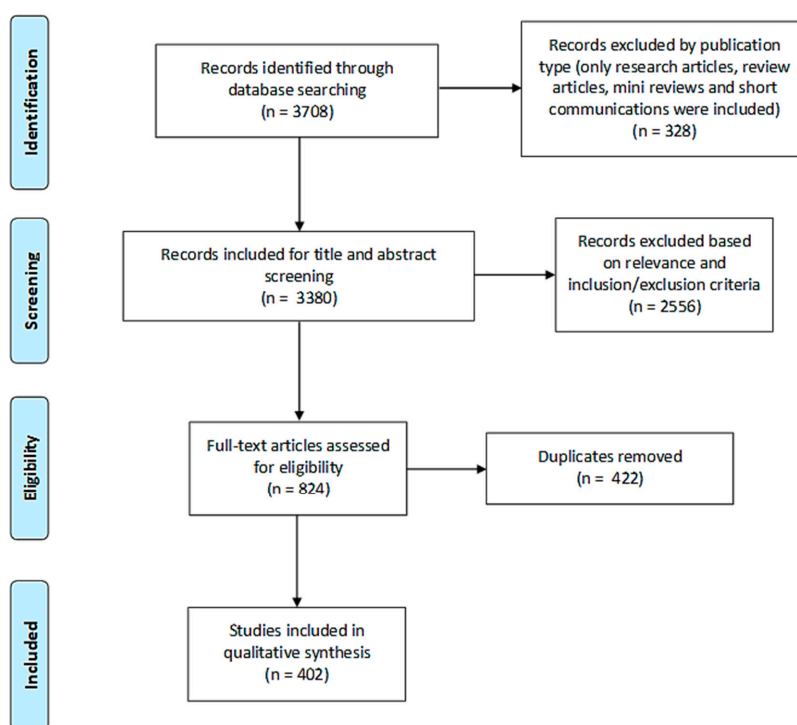 Identification
Records identified through
database searching
(n = 3708)
Records excluded by publication
type (only research articles, review
articles, mini reviews and short
communications were included)
(n = 328)
Screening
Records included for title and abstract
screening
(n = 3380)
Records excluded based
on relevance and
inclusion/exclusion criteria
(n = 2556)
Eligibility
Full-text articles assessed
for eligibility
(n = 824)
Duplicates removed
(n = 422)
Included
Studies included in
qualitative synthesis
(n = 402)